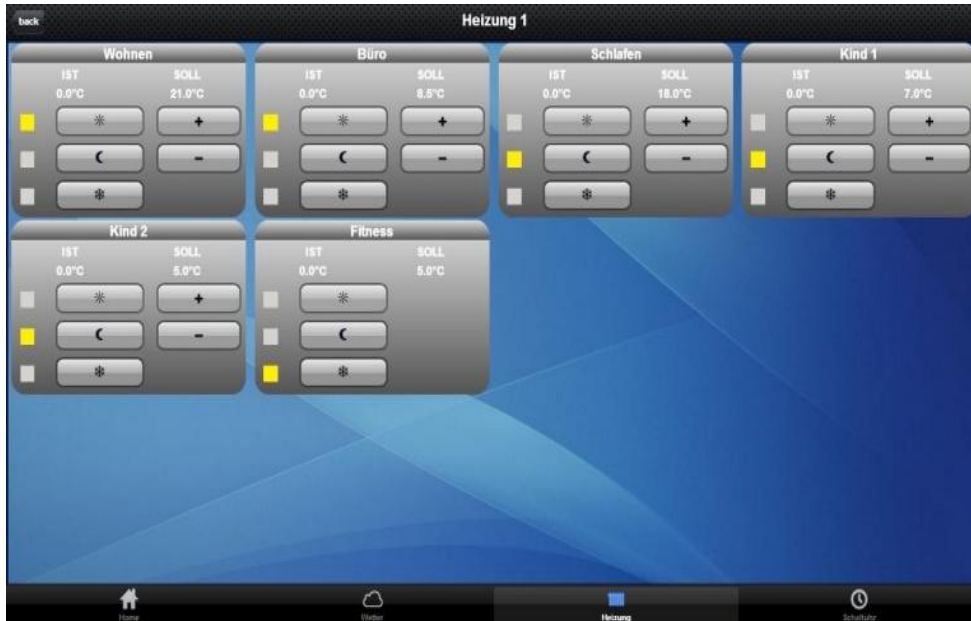 back
Heizung 1
Wohnen
IST SOLL
0.0°C 21.0°C
+
-
Büro
IST SOLL
0.0°C 8.5°C
+
-
Schlafen
IST SOLL
0.0°C 18.0°C
+
-
Kind 1
IST SOLL
0.0°C 7.0°C
+
-
Kind 2
IST SOLL
0.0°C 5.0°C
+
-
Fitness
IST SOLL
0.0°C 5.0°C
Home
Wetter
Heizung
Schaltuhr